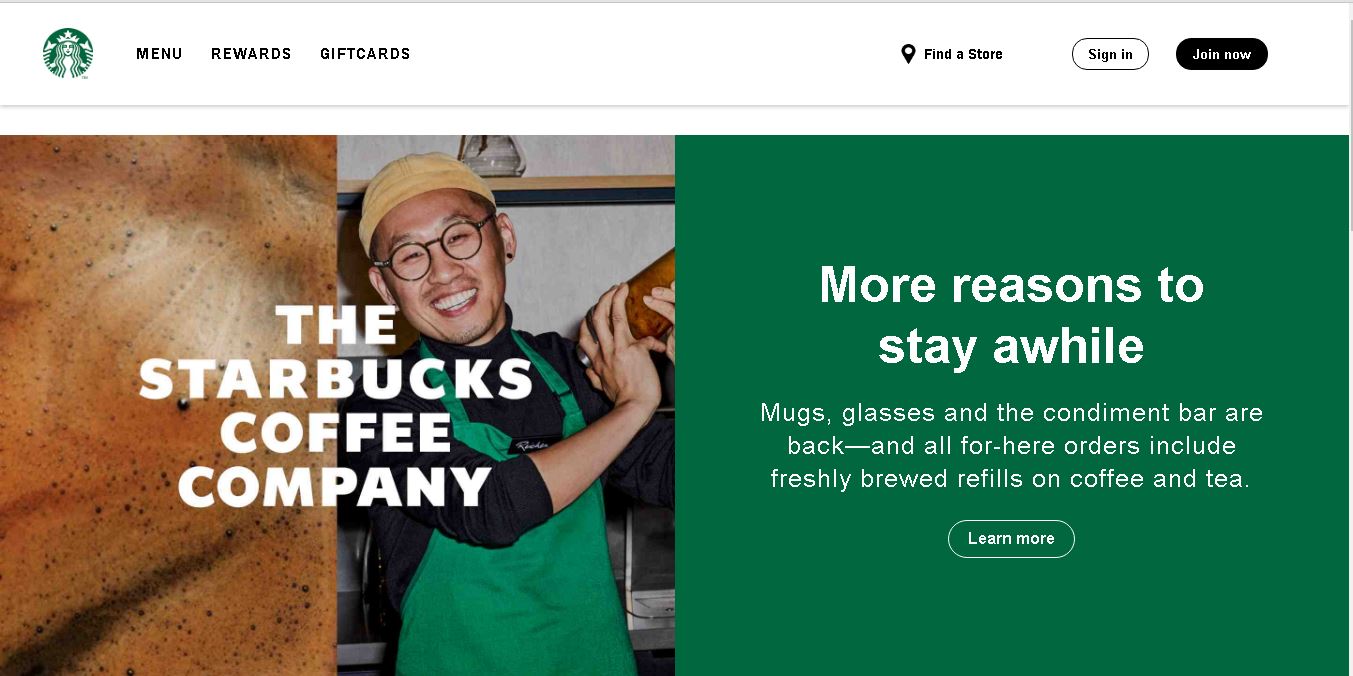 MENU REWARDS GIFTCARDS Find a Store Sign in Join now
THE
STARBUCKS
COFFEE
COMPANY
More reasons to
stay awhile
Mugs, glasses and the condiment bar are
back—and all for-here orders include
freshly brewed refills on coffee and tea.
Learn more